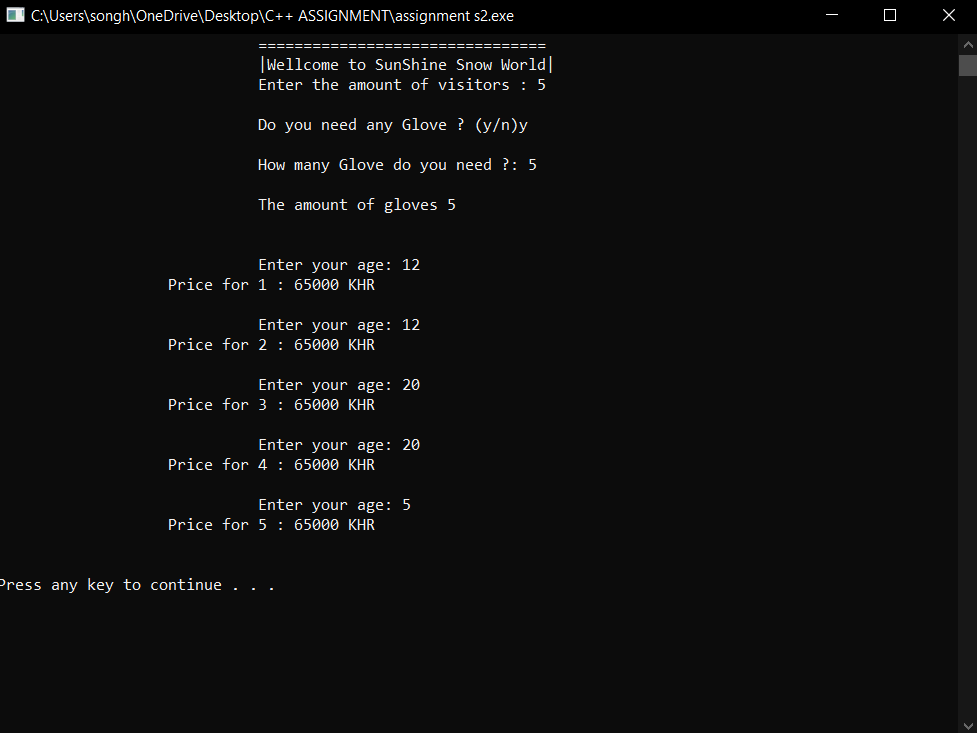 C:\Users\songh\OneDrive\Desktop\C++ ASSIGNMENT\assignment s2.exe
================================
|Wellcome to SunShine Snow World|
Enter the amount of visitors : 5
Do you need any Glove ? (y/n)y
How many Glove do you need ?: 5
The amount of gloves 5
Enter your age: 12
Price for 1 : 65000 KHR
Enter your age: 12
Price for 2 : 65000 KHR
Enter your age: 20
Price for 3 : 65000 KHR
Enter your age: 20
Price for 4 : 65000 KHR
Enter your age: 5
Price for 5 : 65000 KHR
Press any key to continue . . .